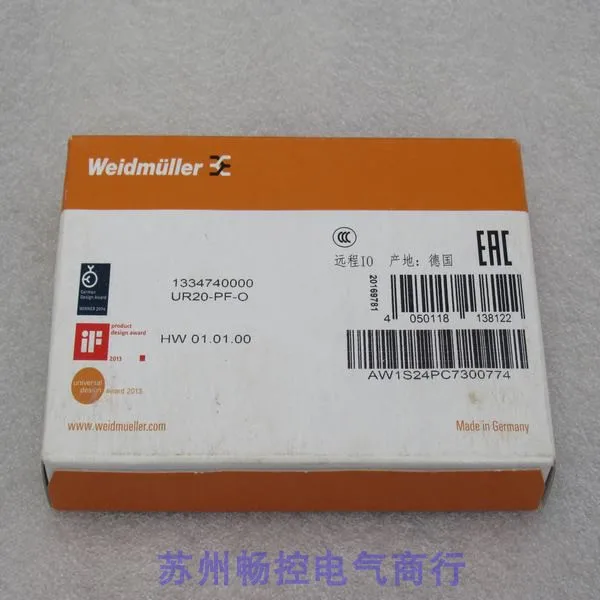 Weidmüller
CCC
远程IO 产地：德国
EAC
German
Design Award
WINNER 2014
1334740000
UR20-PF-O
20169781
4 050118 138122
product
design award
iF
2013
HW 01.01.00
AW1S24PC7300774
universal
design award 2013
www.weidmueller.com
Made in Germany
苏州畅控电气商行